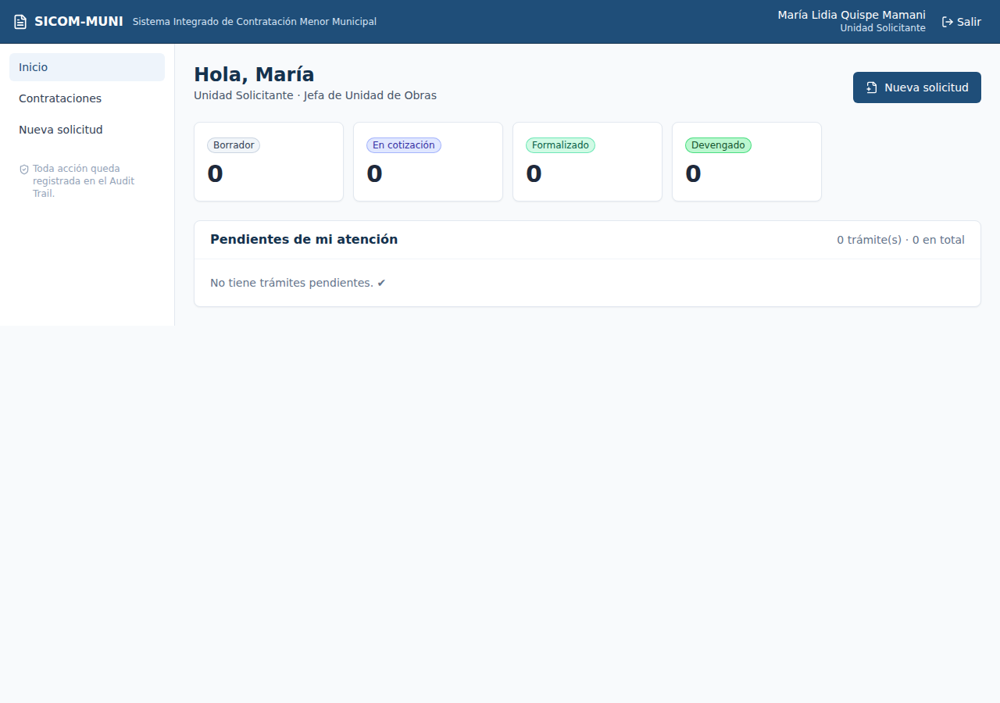 SICOM-MUNI Sistema Integrado de Contratación Menor Municipal
María Lidia Quispe Mamani
Unidad Solicitante
Salir
Inicio
Contrataciones
Nueva solicitud
Toda acción queda
registrada en el Audit
Trail.
Hola, María
Unidad Solicitante · Jefa de Unidad de Obras
Nueva solicitud
Borrador
0
En cotización
0
Formalizado
0
Devengado
0
Pendientes de mi atención
0 trámite(s) · 0 en total
No tiene trámites pendientes. ✔